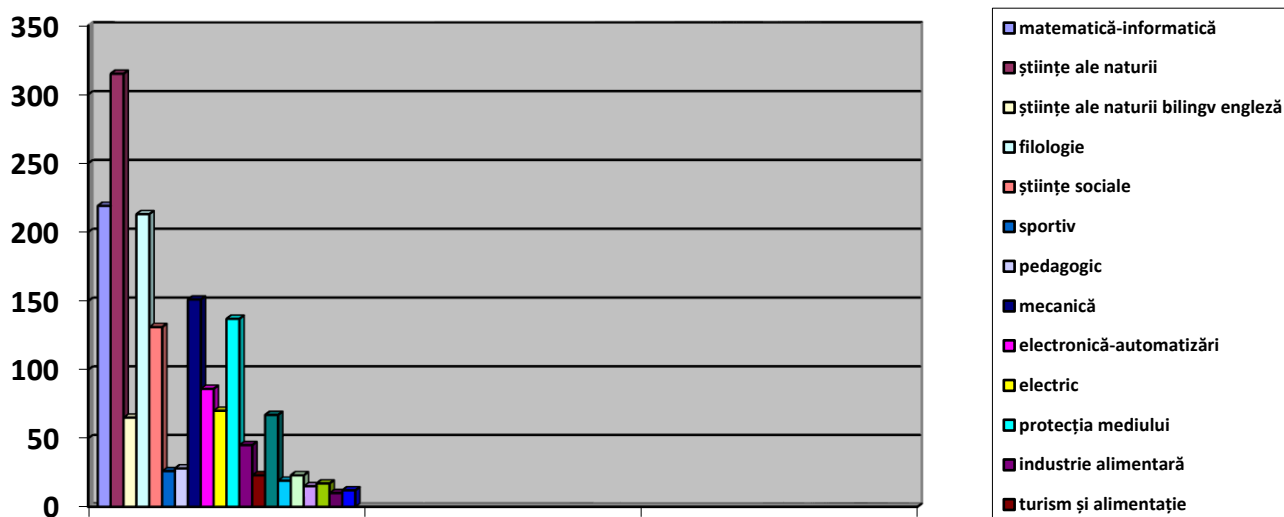 350
300
250
200
150
100
50
0
matematică-informatică
științe ale naturii
științe ale naturii bilingv engleză
filologie
științe sociale
sportiv
pedagogic
mecanică
electronică-automatizări
electric
protecția mediului
industrie alimentară
turism și alimentație